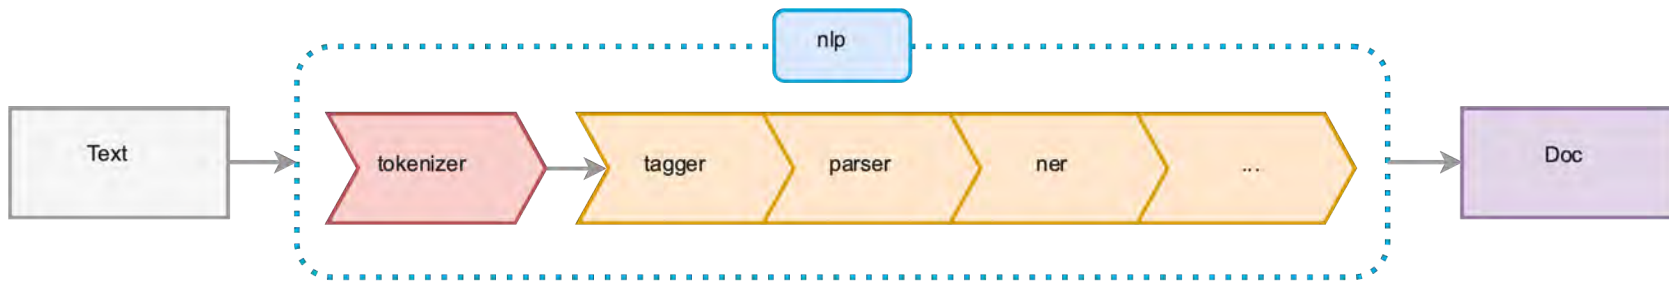 nlp
Text
tokenizer
tagger
parser
ner
...
Doc